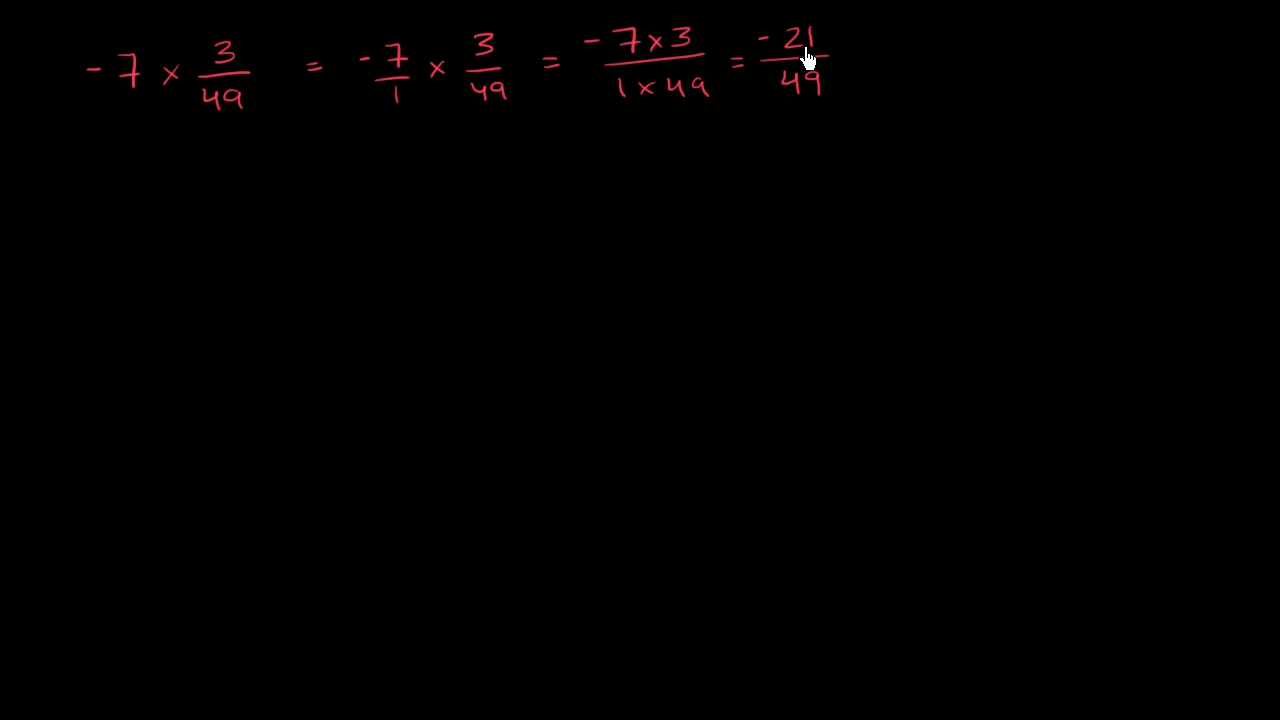 -7 × 3/49 = -7/1 × 3/49 = -7×3/1×49 = -21/49